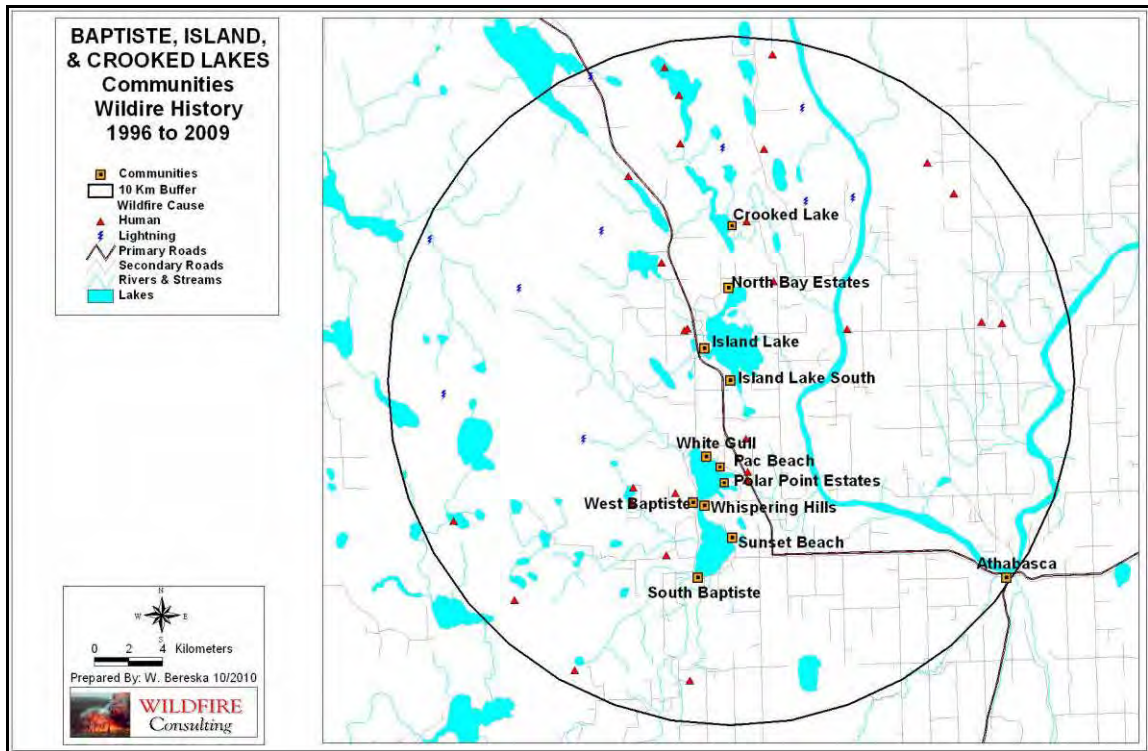 BAPTISTE, ISLAND,
& CROOKED LAKES
Communities
Wildire History
1996 to 2009
Communities
10 Km Buffer
Wildfire Cause
Human
Lightning
Primary Roads
Secondary Roads
Rivers & Streams
Lakes
Crooked Lake
North Bay Estates
Island Lake
Island Lake South
White Gull
Pac Beach
Polar Point Estates
West Baptiste
Whispering Hills
Sunset Beach
Athabasca
South Baptiste
N
W E
S
0 2 4 Kilometers
Prepared By: W. Bereska 10/2010
WILDFIRE
Consulting